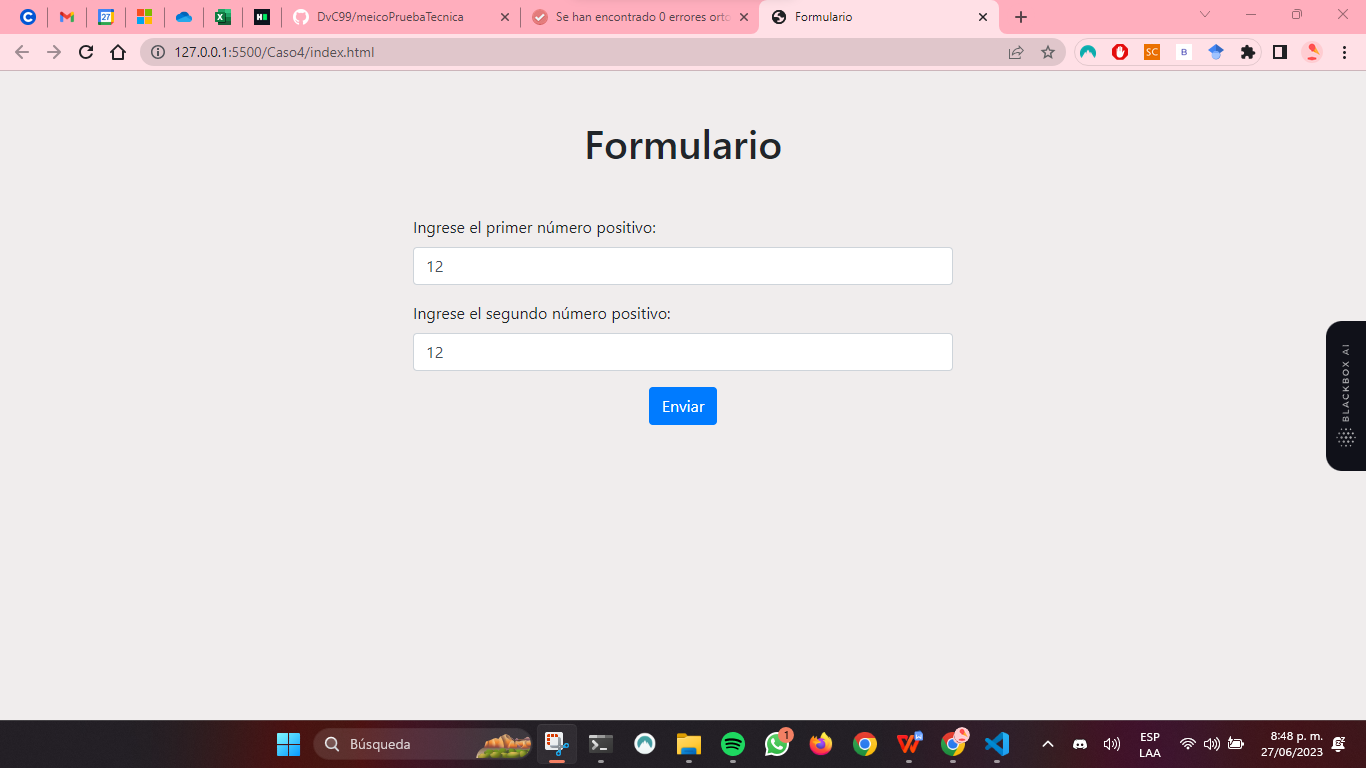 DvC99/meicoPruebaTecnica
Se han encontrado 0 errores orto
Formulario
127.0.0.1:5500/Caso4/index.html
Formulario
Ingrese el primer número positivo:
12
Ingrese el segundo número positivo:
12
Enviar
BLACKBOX AI
Búsqueda
1
ESP
LAA
8:48 p. m.
27/06/2023